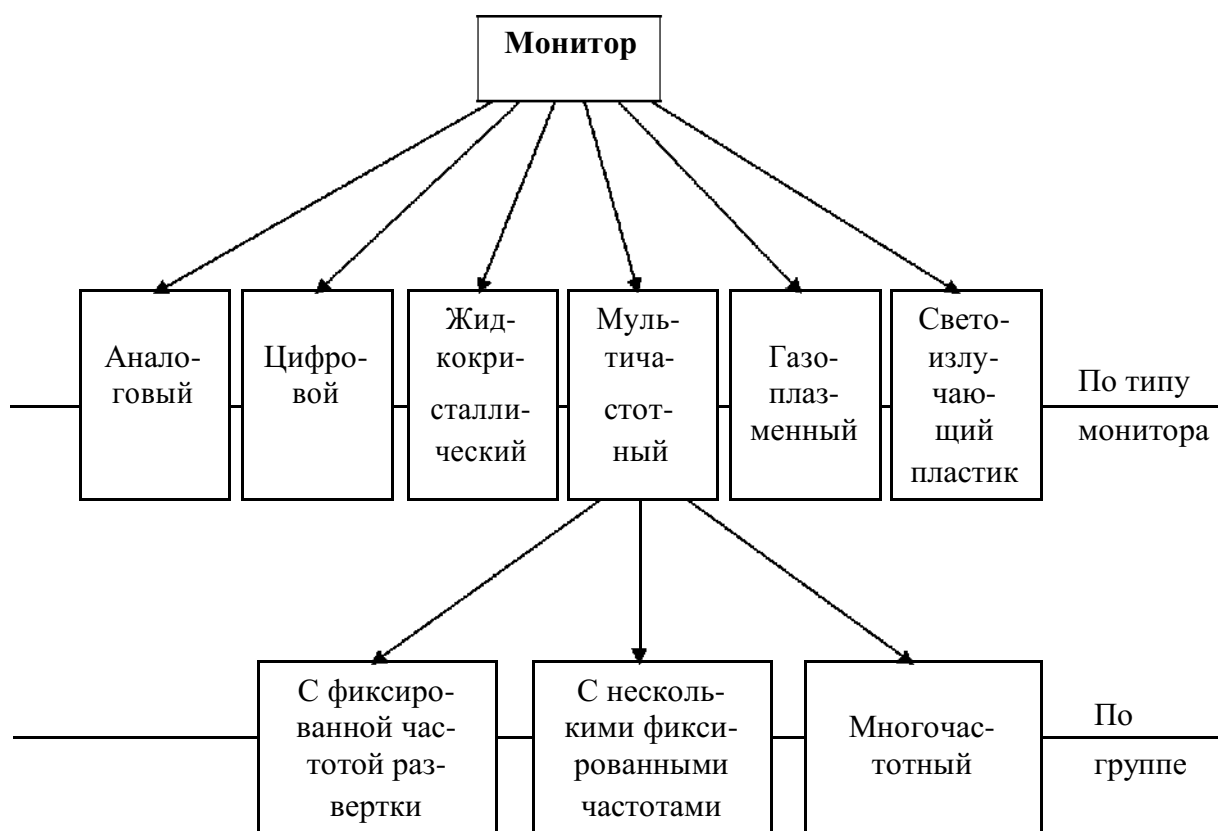 Монитор
Анало-
говый
Цифро-
вой
Жид-
кокри-
сталли-
ческий
Муль-
тича-
стот-
ный
Газо-
плаз-
менный
Свето-
излу-
чаю-
щий
пластик
По типу
монитора
С фиксиро-
ванной час-
тотой раз-
вертки
С несколь-
кими фикси-
рованными
частотами
Многочас-
тотный
По
группе